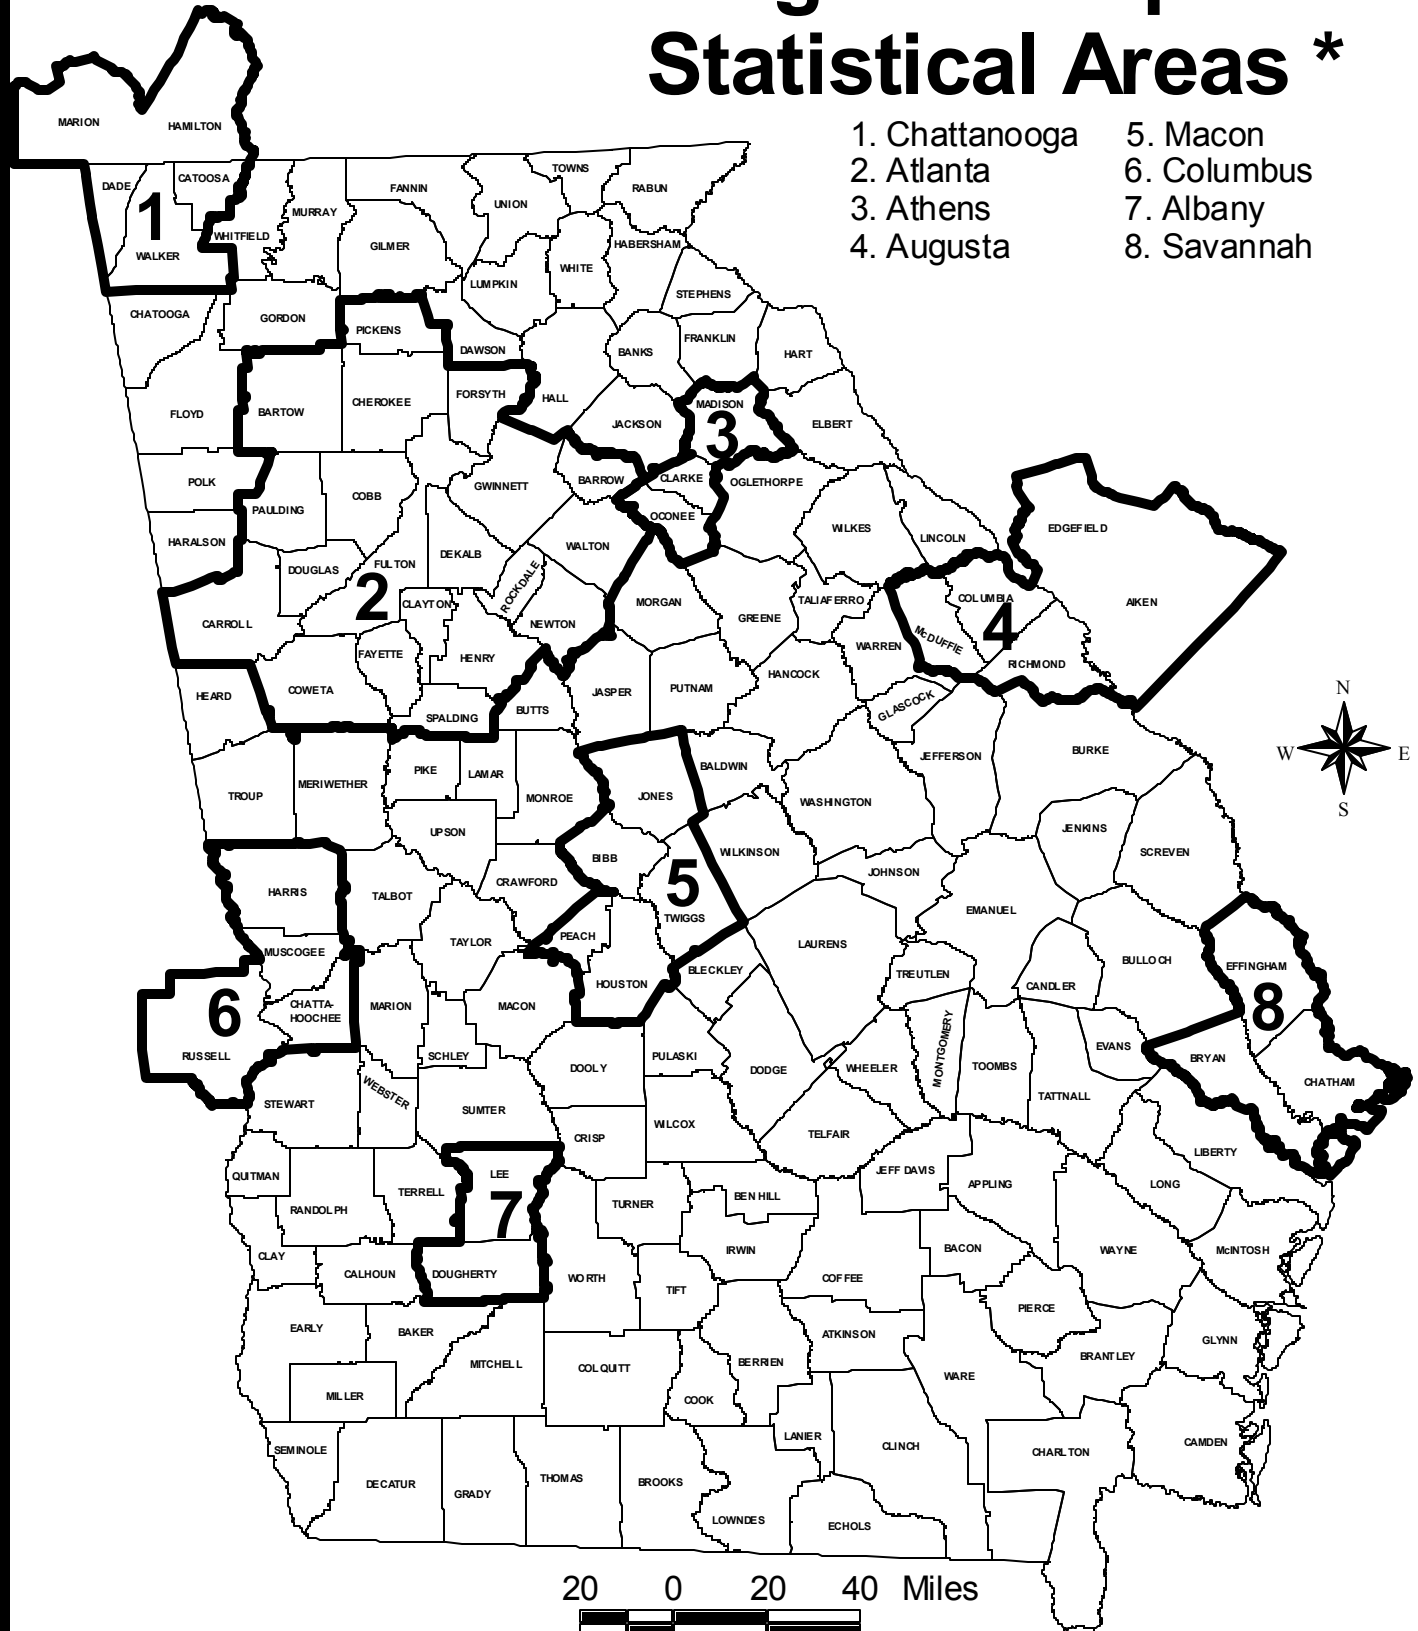 Statistical Areas *
1. Chattanooga 5. Macon
2. Atlanta 6. Columbus
3. Athens 7. Albany
4. Augusta 8. Savannah
MARION
HAMILTON
DADE
CATOOSA
1
WALKER
WHITFIELD
MURRAY
FANNIN
GILMER
UNION
TOWNS
RABUN
HABERSHAM
WHITE
LUMPKIN
STEPHENS
CHATOOGA
GORDON
PICKENS
DAWSON
BANKS
FRANKLIN
HART
FLOYD
BARTOW
CHEROKEE
FORSYTH
HALL
JACKSON
MADISON
3
ELBERT
POLK
PAULDING
COBB
GWINNETT
BARROW
CLARKE
OGLETHORPE
OCONEE
WILKES
LINCOLN
EDGEFIELD
AIKEN
HARALSON
DOUGLAS
FULTON
2
DEKALB
WALTON
CLAYTON
ROCKDALE
NEWTON
MORGAN
GREENE
TALIAFERRO
COLUMBIA
4
McDUFFIE
RICHMOND
CARROLL
COWETA
FAYETTE
HENRY
WARREN
HANCOCK
GLASCOCK
HEARD
SPALDING
BUTTS
JASPER
PUTNAM
N
W E
S
TROUP
MERIWETHER
PIKE
LAMAR
MONROE
JONES
BALDWIN
WASHINGTON
JEFFERSON
BURKE
JENKINS
SCREVEN
UPSON
BIBB
5
WILKINSON
JOHNSON
HARRIS
TALBOT
CRAWFORD
TWIGGS
EMANUEL
MUSCOGEE
TAYLOR
PEACH
LAURENS
BULLOCH
EFFINGHAM
8
6
CHATTA-
HOOCHEE
MARION
MACON
HOUSTON
BLECKLEY
TREUTLEN
CANDLER
RUSSELL
SCHLEY
DOOLY
PULASKI
DODGE
WHEELER
MONTGOMERY
TOOMBS
EVANS
BRYAN
CHATHAM
STEWART
WEBSTER
SUMTER
CRISP
WILCOX
TELFAIR
TATTNALL
LIBERTY
QUITMAN
RANDOLPH
TERRELL
LEE
7
TURNER
BEN HILL
JEFF DAVIS
APPLING
LONG
CLAY
CALHOUN
DOUGHERTY
WORTH
TIFT
IRWIN
COFFEE
BACON
WAYNE
McINTOSH
EARLY
BAKER
MITCHELL
COLQUITT
BERRIEN
ATKINSON
PIERCE
BRANTLEY
GLYNN
MILLER
COOK
WARE
SEMINOLE
DECATUR
GRADY
THOMAS
BROOKS
LANIER
CLINCH
CHARLTON
CAMDEN
LOWNDES
ECHOLS
20 0 20 40 Miles